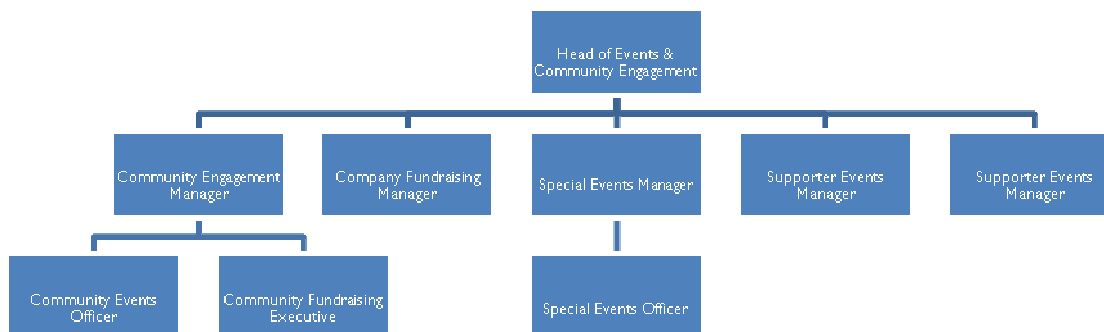 Head of Events &
Community Engagement
Community Engagement
Manager
Company Fundraising
Manager
Special Events Manager
Supporter Events
Manager
Supporter Events
Manager
Community Events
Officer
Community Fundraising
Executive
Special Events Officer